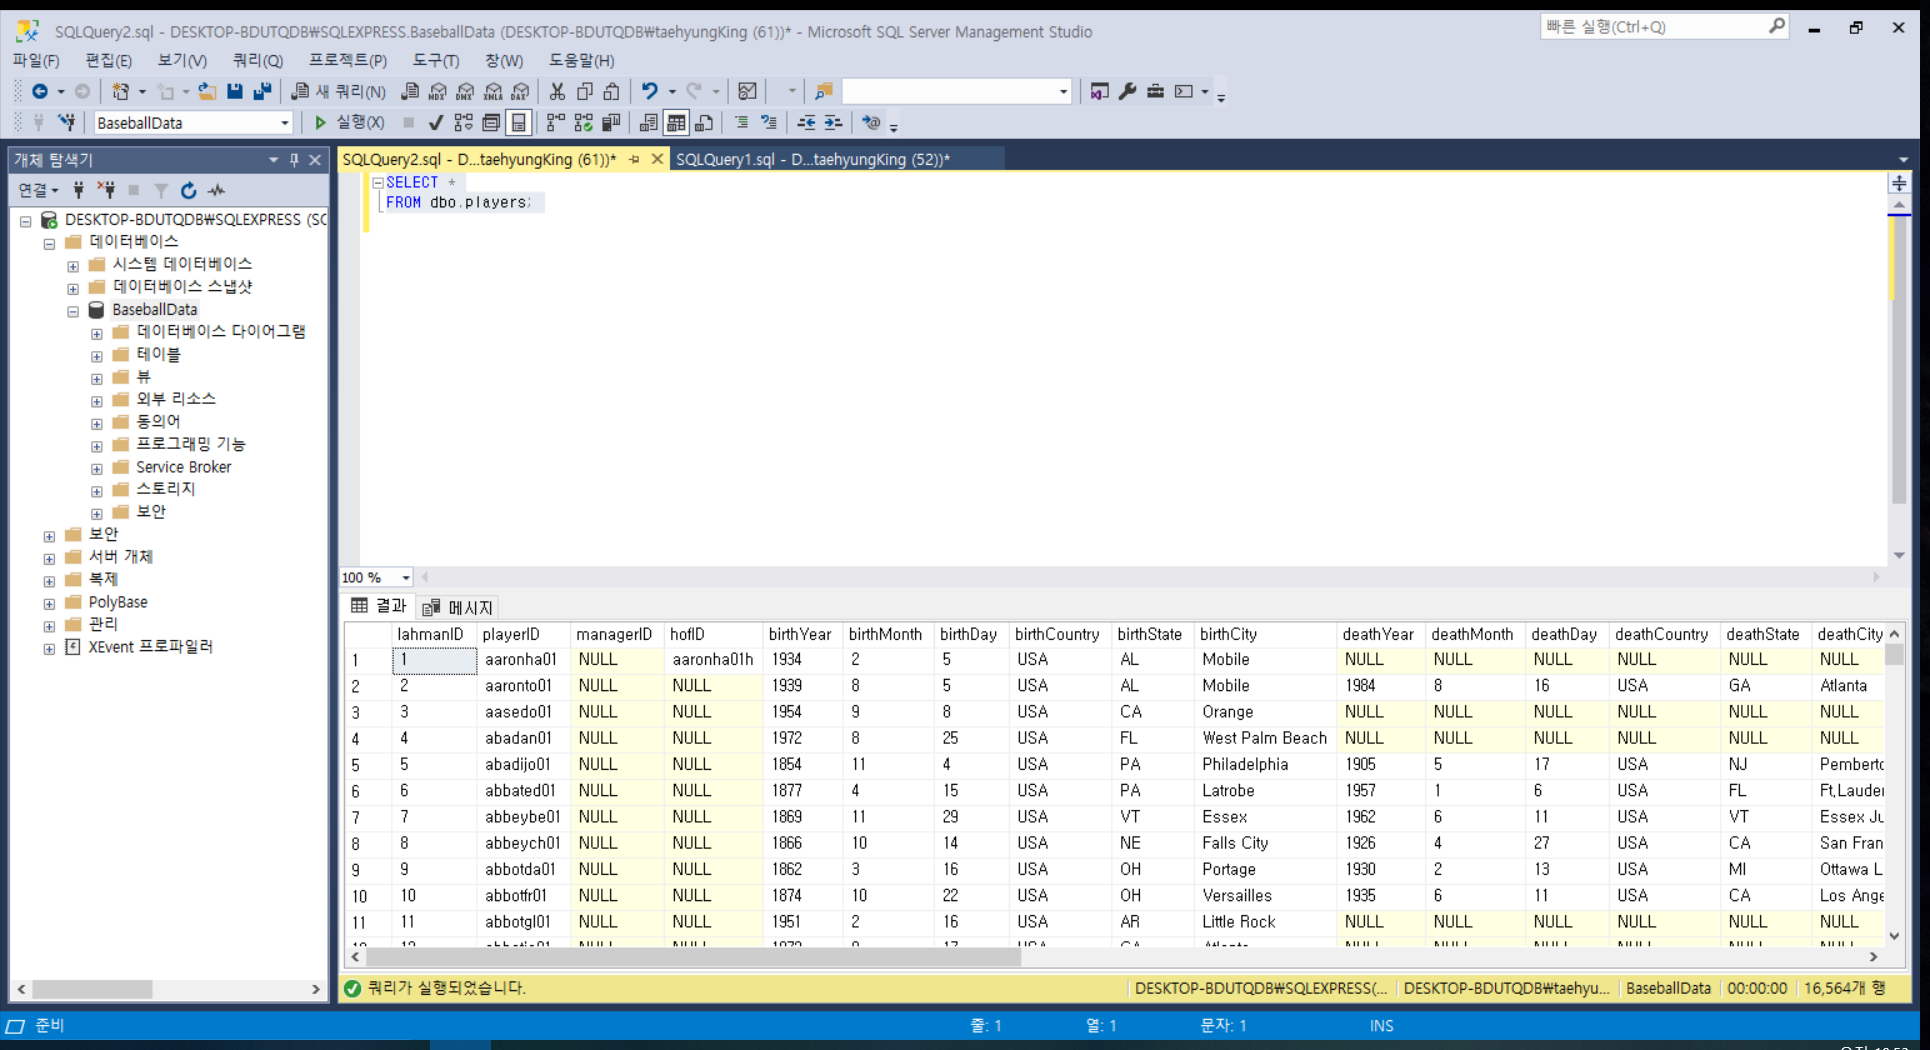 SQLQuery2.sql - DESKTOP-BDUTQDB₩SQLEXPRESS.BaseballData (DESKTOP-BDUTQDB₩taehyungKing (61))* - Microsoft SQL Server Management Studio
빠른 실행(Ctrl+Q)
파일(F) 편집(E) 보기(V) 쿼리(Q) 프로젝트(P) 도구(T) 창(W) 도움말(H)
새 쿼리(N) MDX DMX XMLA DAX
BaseballData 실행(X)
개체 탐색기
연결
DESKTOP-BDUTQDB₩SQLEXPRESS (SC
데이터베이스
시스템 데이터베이스
데이터베이스 스냅샷
BaseballData
데이터베이스 다이어그램
테이블
뷰
외부 리소스
동의어
프로그래밍 기능
Service Broker
스토리지
보안
보안
서버 개체
복제
PolyBase
관리
XEvent 프로파일러
SQLQuery2.sql - D...taehyungKing (61))* SQLQuery1.sql - D...taehyungKing (52))*
SELECT *
FROM dbo.players;
100 %
결과 메시지
lahmanID playerID managerID hofID birthYear birthMonth birthDay birthCountry birthState birthCity deathYear deathMonth deathDay deathCountry deathState deathCity
1 1 aaronha01 NULL aaronha01h 1934 2 5 USA AL Mobile NULL NULL NULL NULL NULL NULL
2 2 aaronto01 NULL NULL 1939 8 5 USA AL Mobile 1984 8 16 USA GA Atlanta
3 3 aasedo01 NULL NULL 1954 9 8 USA CA Orange NULL NULL NULL NULL NULL NULL
4 4 abadan01 NULL NULL 1972 8 25 USA FL West Palm Beach NULL NULL NULL NULL NULL NULL
5 5 abadijo01 NULL NULL 1854 11 4 USA PA Philadelphia 1905 5 17 USA NJ Pemberto
6 6 abbated01 NULL NULL 1877 4 15 USA PA Latrobe 1957 1 6 USA FL Ft.Lauder
7 7 abbeybe01 NULL NULL 1869 11 29 USA VT Essex 1962 6 11 USA VT Essex Ju
8 8 abbeych01 NULL NULL 1866 10 14 USA NE Falls City 1926 4 27 USA CA San Fran
9 9 abbotda01 NULL NULL 1862 3 16 USA OH Portage 1930 2 13 USA MI Ottawa L
10 10 abbotfr01 NULL NULL 1874 10 22 USA OH Versailles 1935 6 11 USA CA Los Ange
11 11 abbotgl01 NULL NULL 1951 2 16 USA AR Little Rock NULL NULL NULL NULL NULL NULL
쿼리가 실행되었습니다. DESKTOP-BDUTQDB₩SQLEXPRESS(... DESKTOP-BDUTQDB₩taehyu... BaseballData 00:00:00 16,564개 행
준비 줄: 1 열: 1 문자: 1 INS